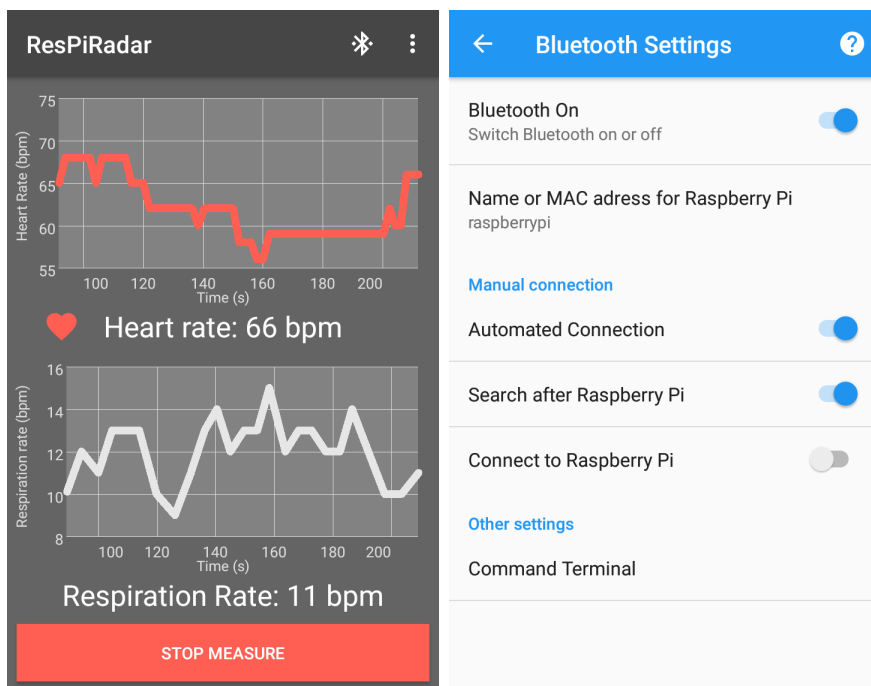 ResPiRadar
Heart Rate (bpm)
75
70
65
60
55
100 120 140 160 180 200
Time (s)
Heart rate: 66 bpm
Respiration rate (bpm)
16
14
12
10
8
100 120 140 160 180 200
Time (s)
Respiration Rate: 11 bpm
STOP MEASURE
Bluetooth Settings
?
Bluetooth On
Switch Bluetooth on or off
Name or MAC adress for Raspberry Pi
raspberrypi
Manual connection
Automated Connection
Search after Raspberry Pi
Connect to Raspberry Pi
Other settings
Command Terminal